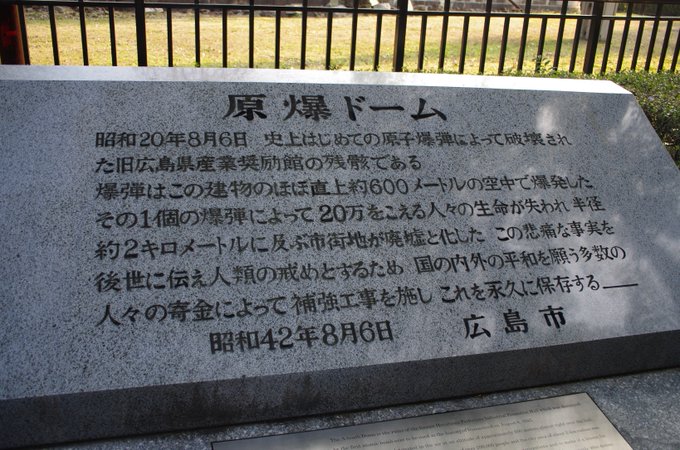 原爆ドーム
昭和20年8月6日 史上はじめての原子爆弾によって破壊され
た旧広島県産業奨励館の残骸である
爆弾はこの建物のほぼ直上約600メートルの空中で爆発した
その1個の爆弾によって20万をこえる人々の生命が失われ 半径
約2キロメートルに及ぶ市街地が廃墟と化した この悲痛な事実を
後世に伝え人類の戒めとするため 国の内外の平和を願う多数の
人々の寄金によって 補強工事を施し これを永久に保存する――
昭和42年8月6日 広島市